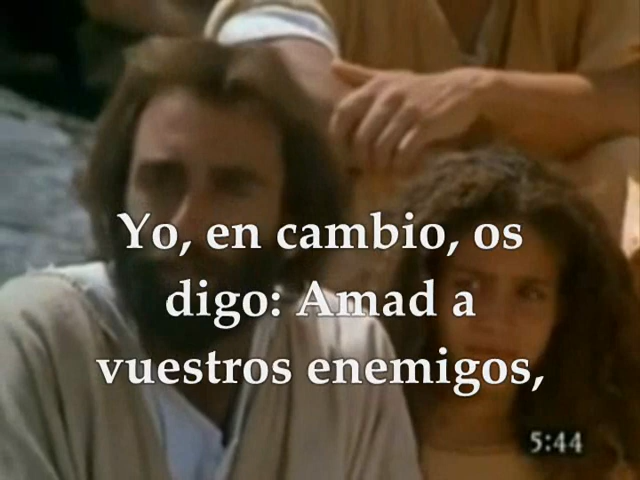 Yo, en cambio, os
digo: Amad a
vuestros enemigos,
5:44